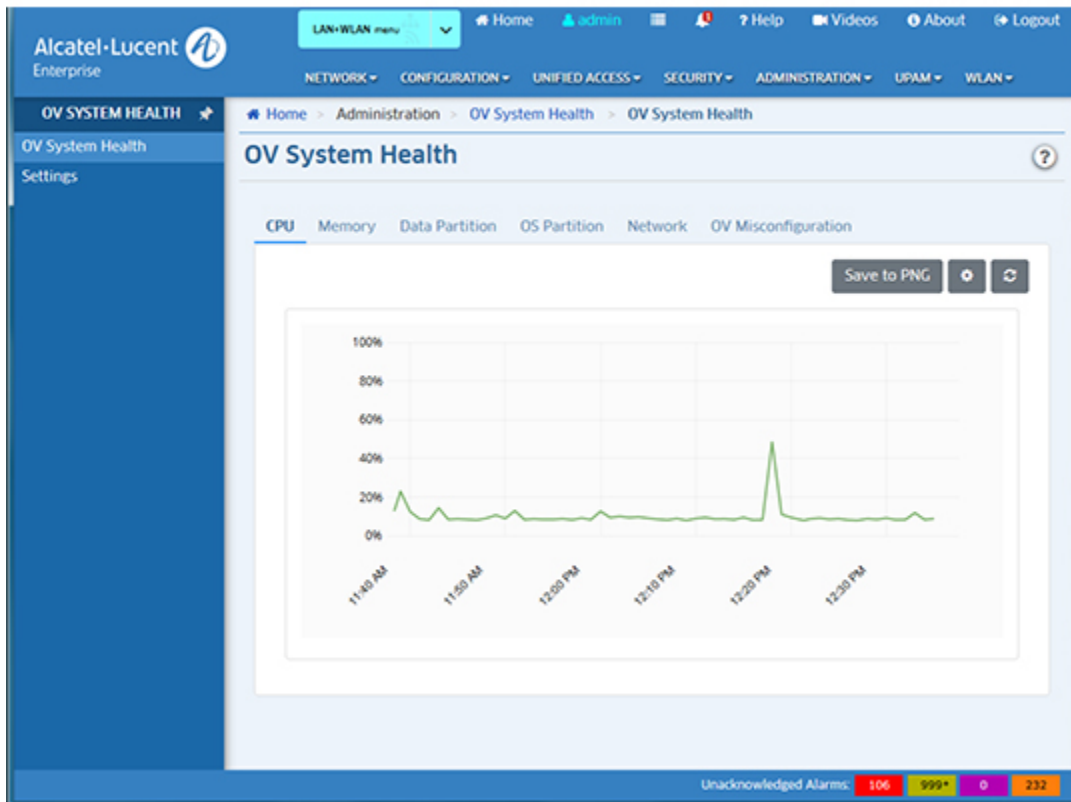 Alcatel·Lucent
Enterprise
LAN+WLAN menu
Home admin ? Help Videos About Logout
NETWORK CONFIGURATION UNIFIED ACCESS SECURITY ADMINISTRATION UPAM WLAN
OV SYSTEM HEALTH
OV System Health
Settings
Home > Administration > OV System Health > OV System Health
OV System Health
?
CPU Memory Data Partition OS Partition Network OV Misconfiguration
Save to PNG
100%
80%
60%
40%
20%
0%
11:40 AM
11:50 AM
12:00 PM
12:10 PM
12:20 PM
12:30 PM
Unacknowledged Alarms: 106 999+ 0 232